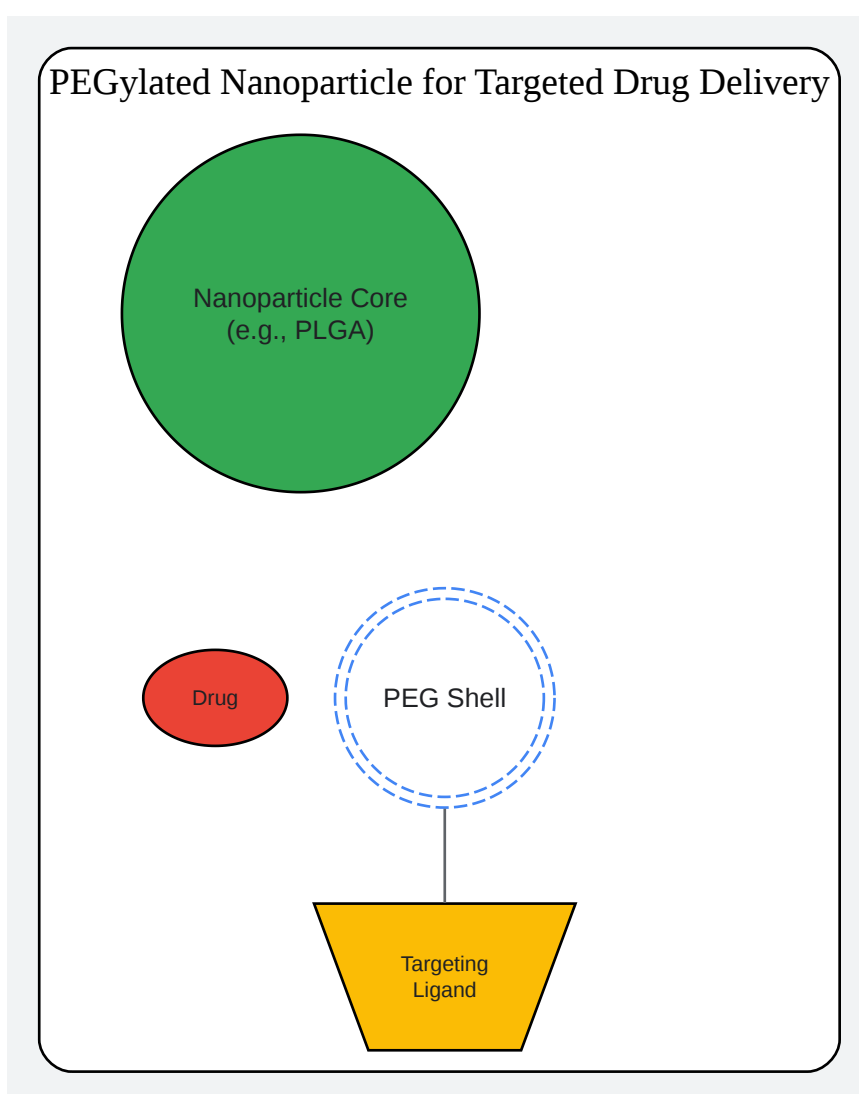 PEGylated Nanoparticle for Targeted Drug Delivery
Nanoparticle Core
(e.g., PLGA)
Drug
PEG Shell
Targeting
Ligand